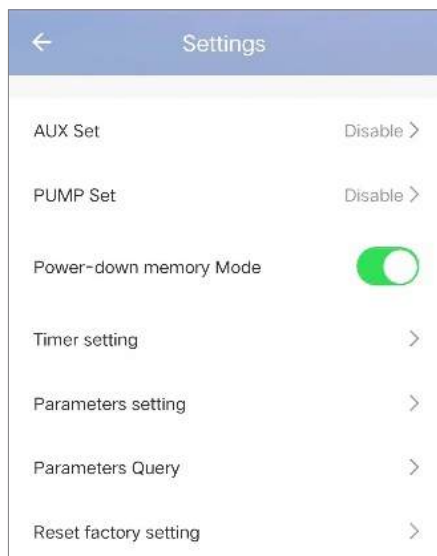 Settings
AUX Set Disable
PUMP Set Disable
Power-down memory Mode
Timer setting
Parameters setting
Parameters Query
Reset factory setting